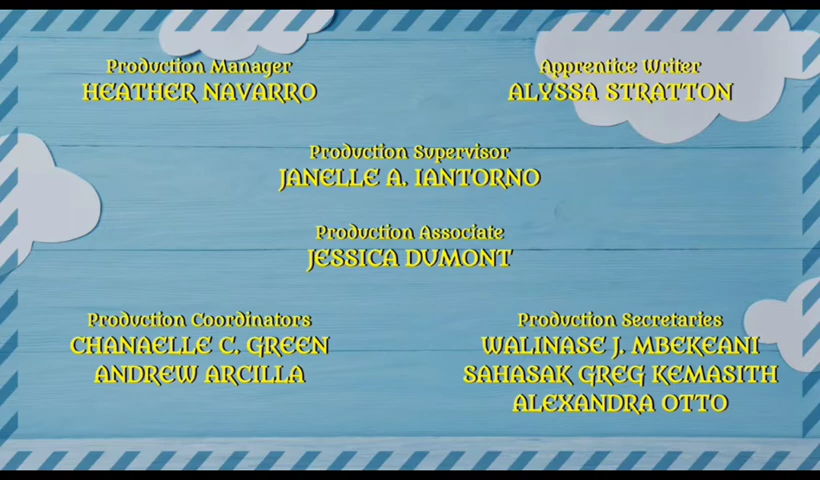 Production Manager
HEATHER NAVARRO
Apprentice Writer
ALYSSA STRATTON
Production Supervisor
JANELLE A. IANTORNO
Production Associate
JESSICA DUMONT
Production Coordinators
CHANAELLE C. GREEN
ANDREW ARCILLA
Production Secretaries
WALINASE J. MBEKEANI
SAHASAK GREG KEMASITH
ALEXANDRA OTTO